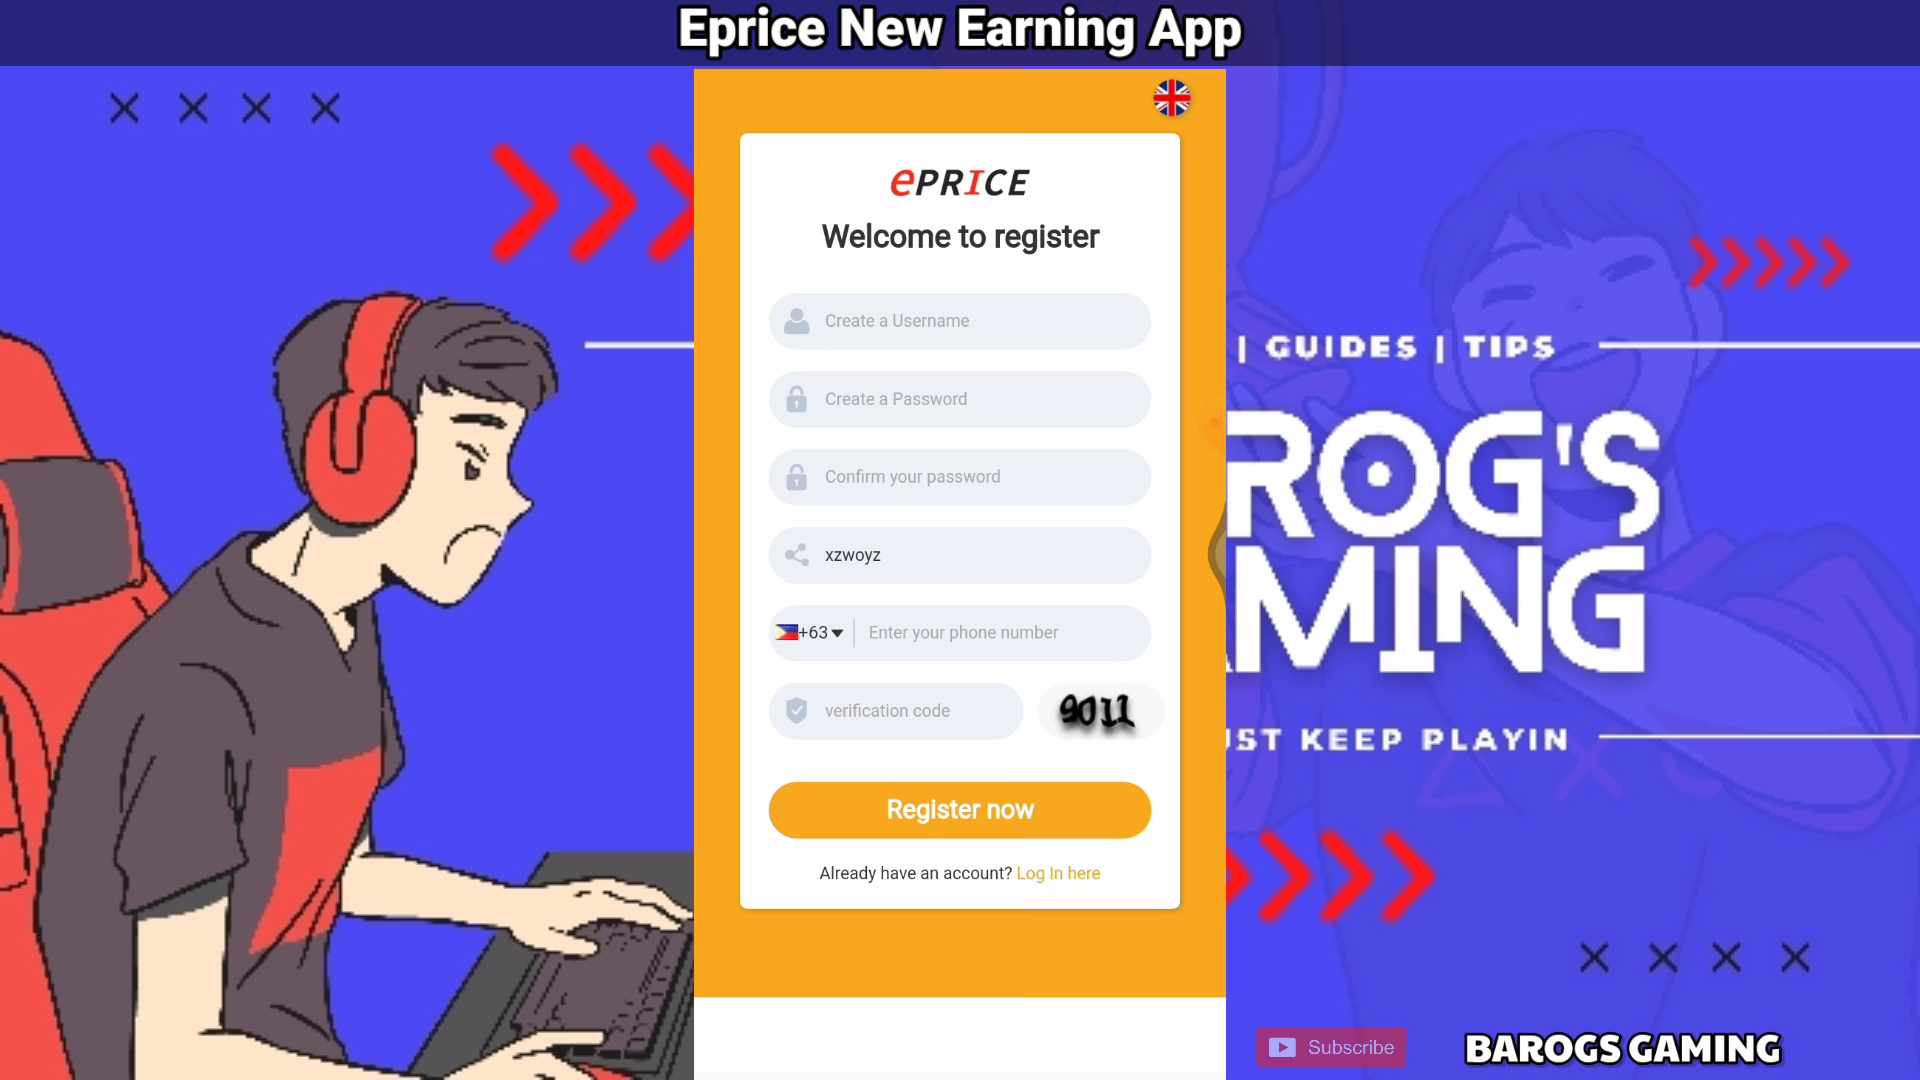 Eprice New Earning App
ePRICE
Welcome to register
Create a Username
Create a Password
Confirm your password
xzwoyz
+63
Enter your phone number
verification code
9011
Register now
Already have an account? Log In here
| GUIDES | TIPS
ROG'S
MING
ST KEEP PLAYIN
Subscribe
BAROGS GAMING